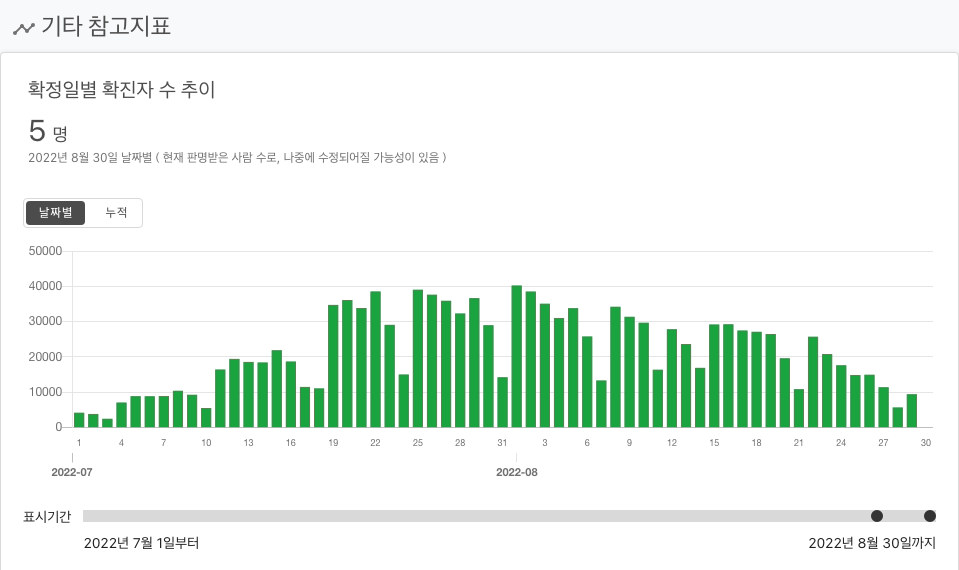 기타 참고지표
확정일별 확진자 수 추이
5 명
2022년 8월 30일 날짜별 ( 현재 판명받은 사람 수로, 나중에 수정되어질 가능성이 있음 )
날짜별 누적
50000
40000
30000
20000
10000
0
1 4 7 10 13 16 19 22 25 28 31 3 6 9 12 15 18 21 24 27 30
2022-07 2022-08
표시기간
2022년 7월 1일부터 2022년 8월 30일까지